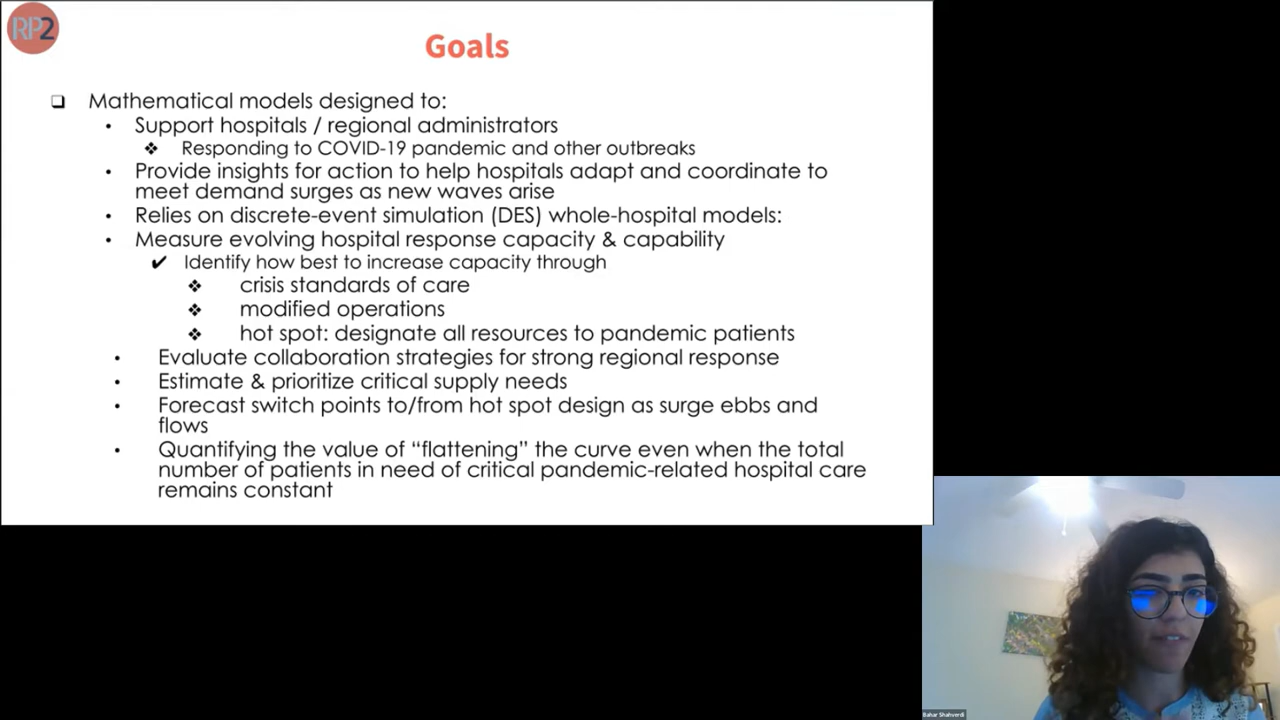 RP2
Goals
❑ Mathematical models designed to:
• Support hospitals / regional administrators
❖ Responding to COVID-19 pandemic and other outbreaks
• Provide insights for action to help hospitals adapt and coordinate to
meet demand surges as new waves arise
• Relies on discrete-event simulation (DES) whole-hospital models:
• Measure evolving hospital response capacity & capability
✔ Identify how best to increase capacity through
❖ crisis standards of care
❖ modified operations
❖ hot spot: designate all resources to pandemic patients
• Evaluate collaboration strategies for strong regional response
• Estimate & prioritize critical supply needs
• Forecast switch points to/from hot spot design as surge ebbs and
flows
• Quantifying the value of “flattening” the curve even when the total
number of patients in need of critical pandemic-related hospital care
remains constant
Bahar Shahverdi